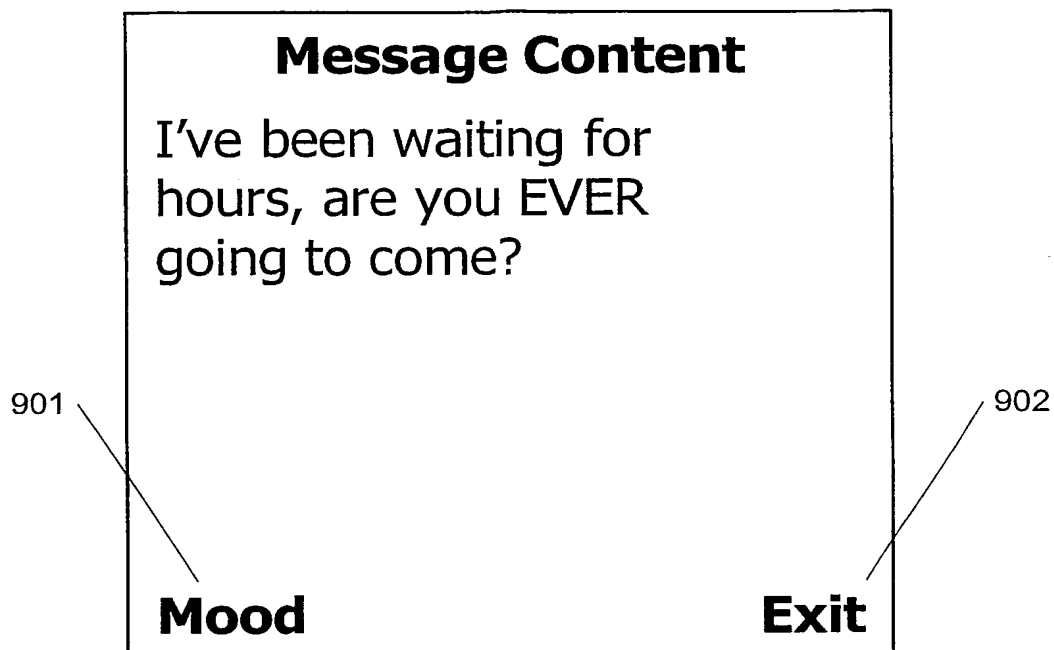 Message Content
I've been waiting for
hours, are you EVER
going to come?
901
902
Mood
Exit